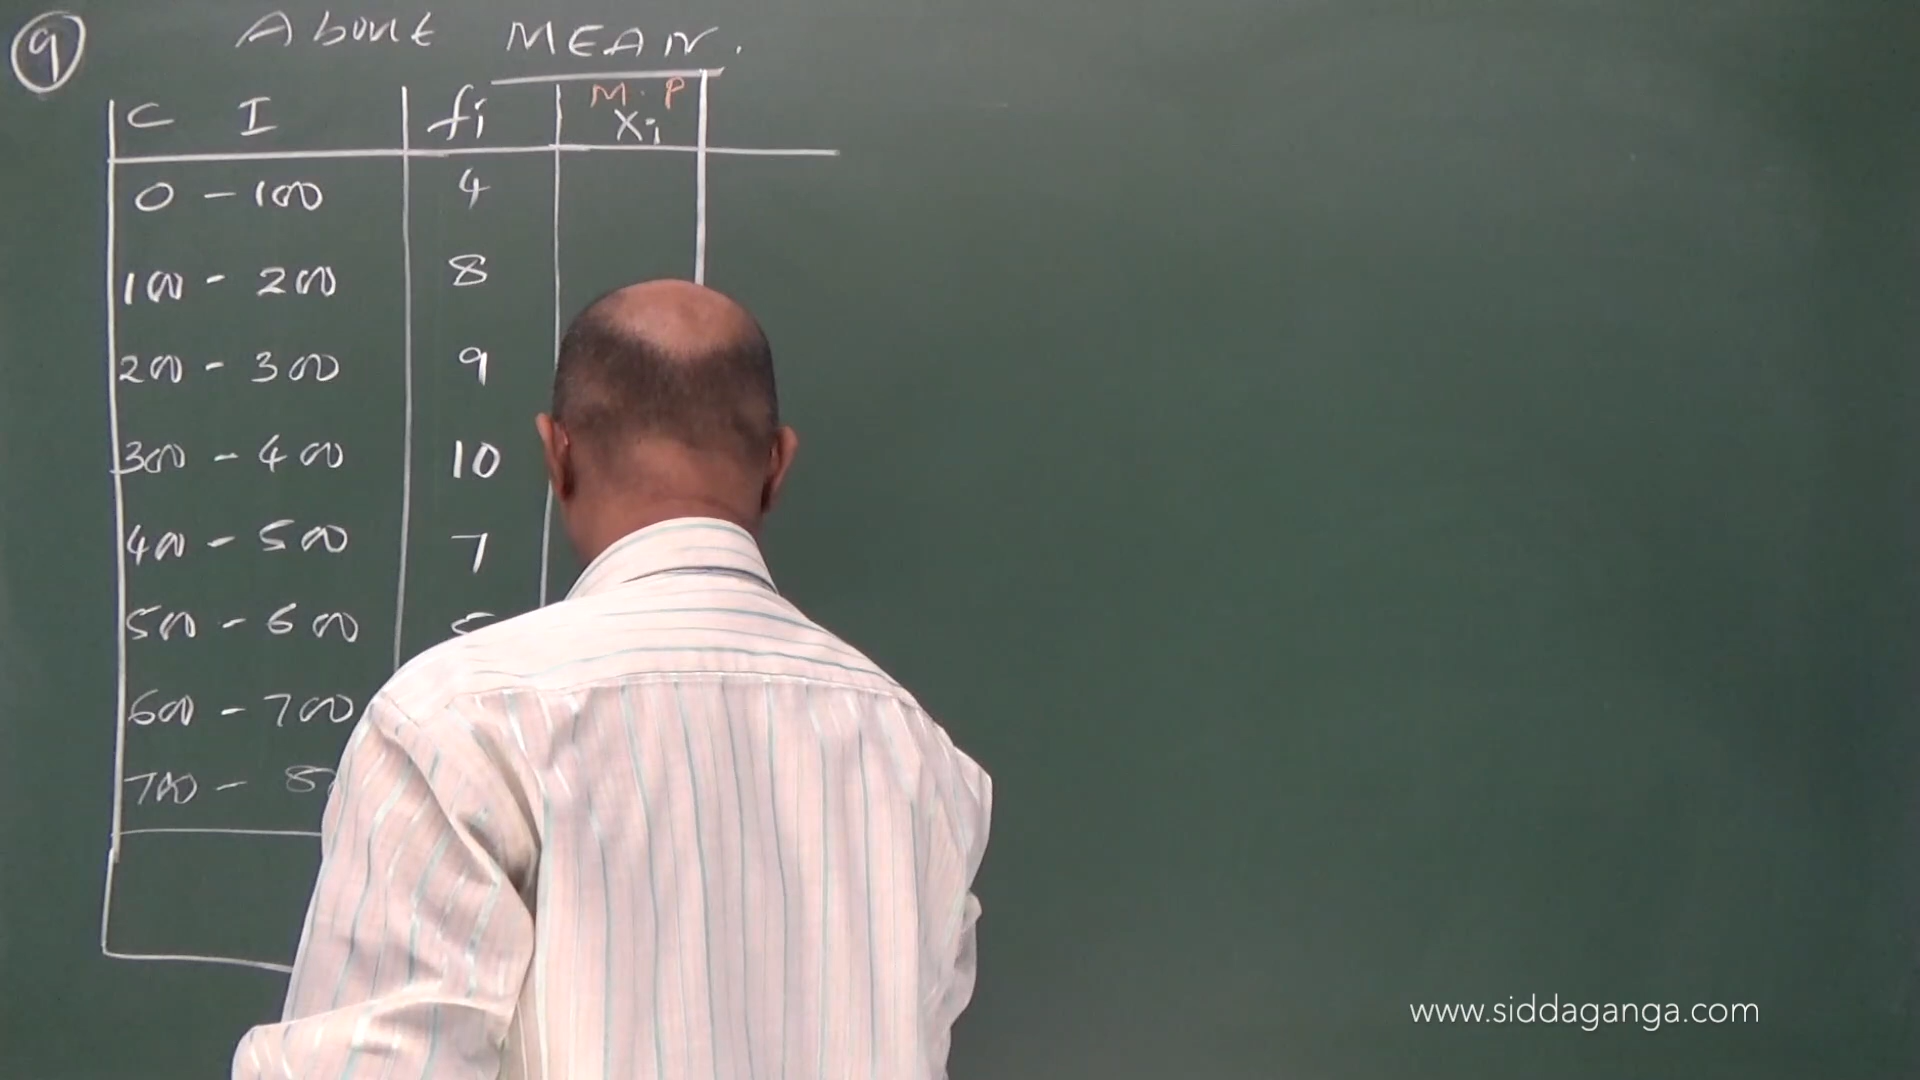 9 About MEAN.
C I fi M.P xi
0 - 100 4
100 - 200 8
200 - 300 9
300 - 400 10
400 - 500 7
500 - 600
600 - 700
700 - 8
www.siddaganga.com